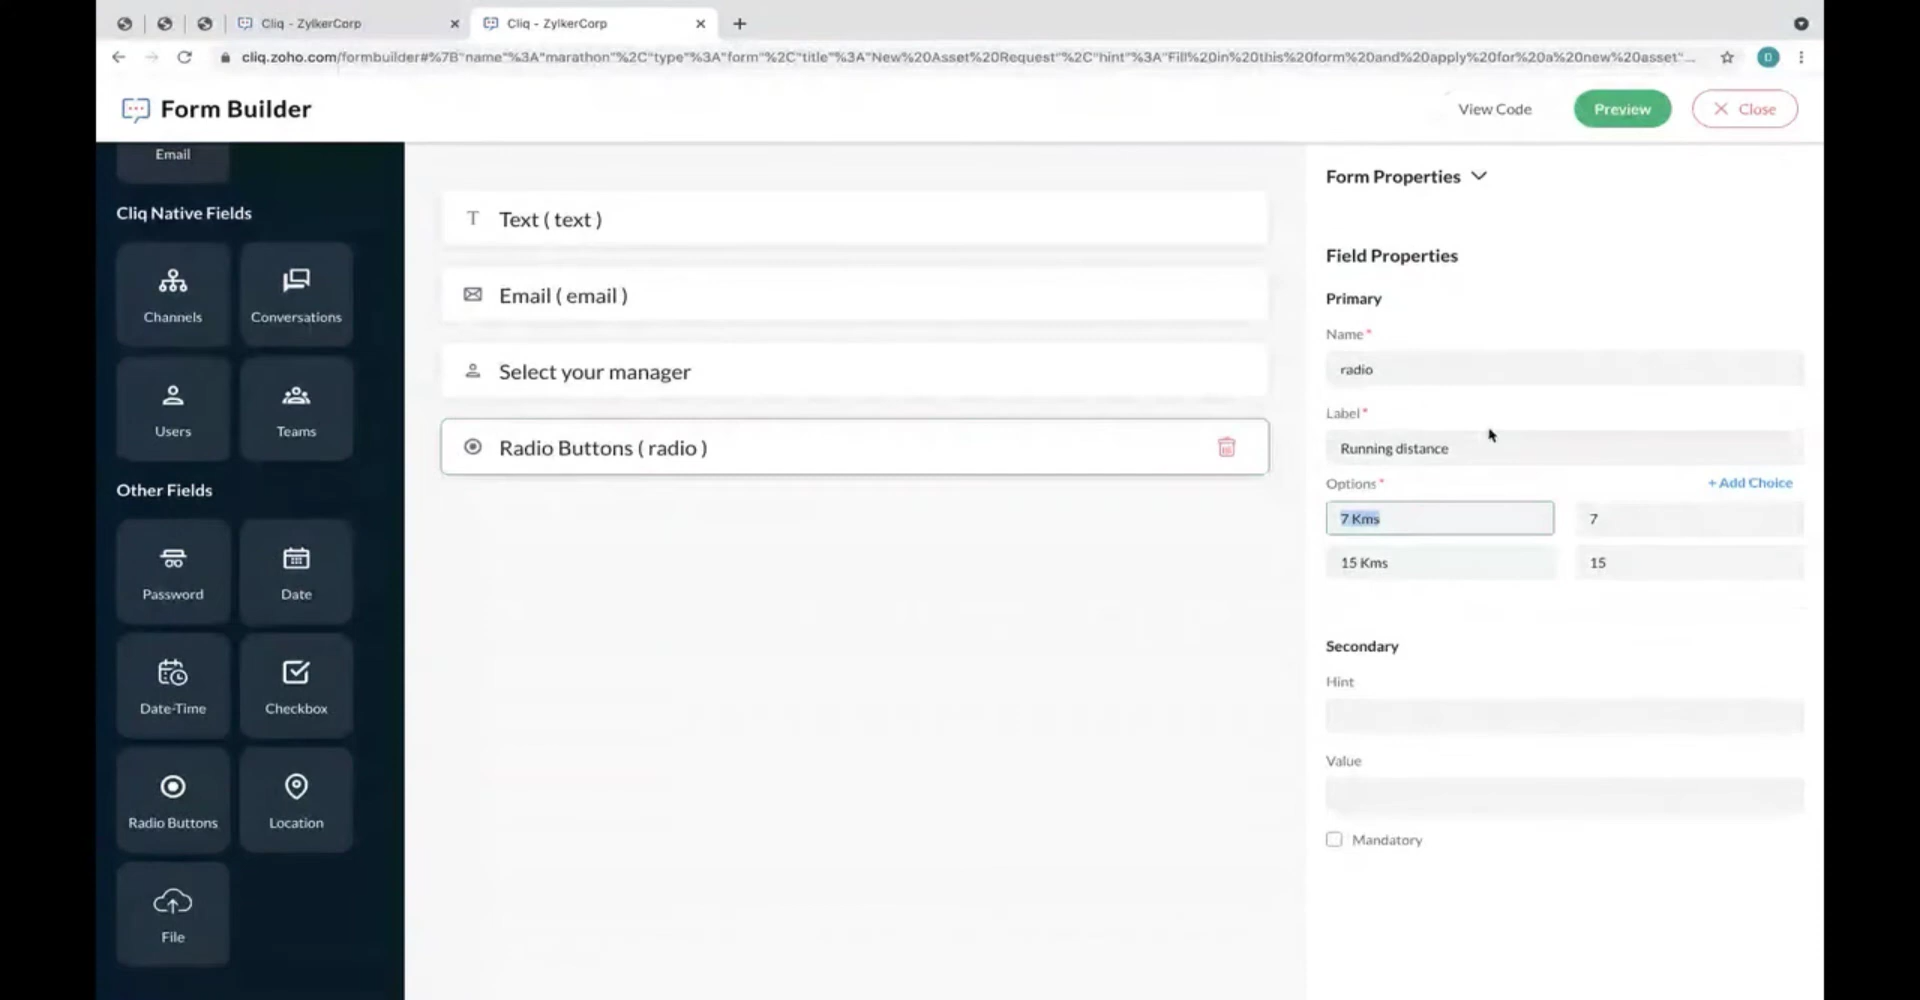 Cliq - ZylkerCorp
Cliq - ZylkerCorp
cliq.zoho.com/formbuilder#%7B"name"%3A"marathon"%2C"type"%3A"form"%2C"title"%3A"New%20Asset%20Request"%2C"hint"%3A"Fill%20in%20this%20form%20and%20apply%20for%20a%20new%20asset"...
D
Form Builder
View Code
Preview
Close
Email
Cliq Native Fields
Channels
Conversations
Users
Teams
Other Fields
Password
Date
Date-Time
Checkbox
Radio Buttons
Location
File
T Text ( text )
Email ( email )
Select your manager
Radio Buttons ( radio )
Form Properties
Field Properties
Primary
Name *
radio
Label *
Running distance
Options * + Add Choice
7 Kms 7
15 Kms 15
Secondary
Hint
Value
Mandatory